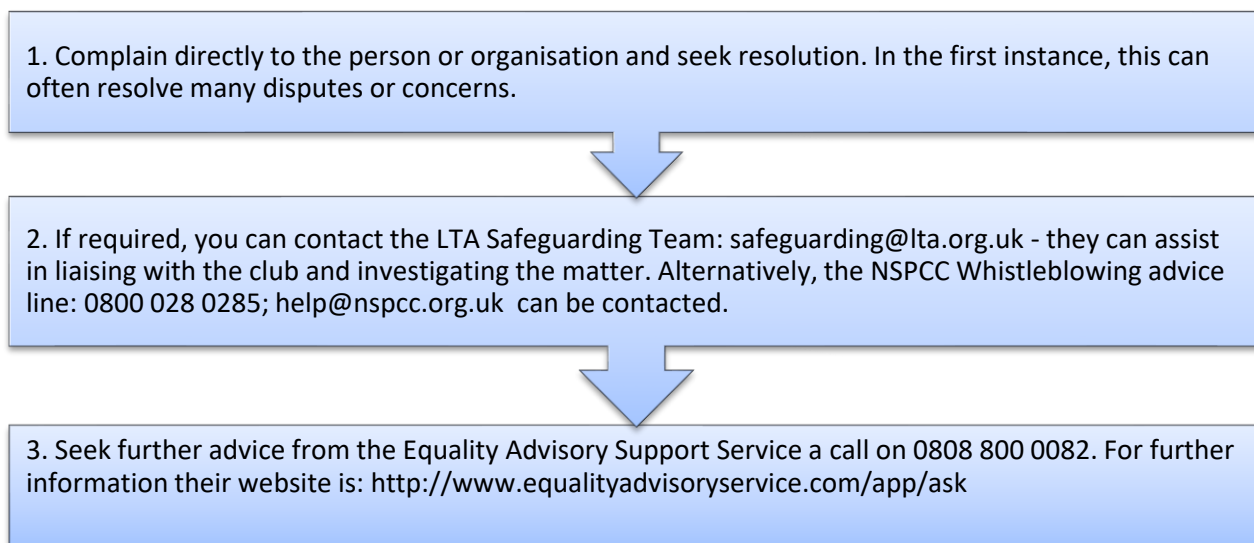 1. Complain directly to the person or organisation and seek resolution. In the first instance, this can
often resolve many disputes or concerns.
2. If required, you can contact the LTA Safeguarding Team: safeguarding@lta.org.uk - they can assist
in liaising with the club and investigating the matter. Alternatively, the NSPCC Whistleblowing advice
line: 0800 028 0285; help@nspcc.org.uk  can be contacted.
3. Seek further advice from the Equality Advisory Support Service a call on 0808 800 0082. For further
information their website is: http://www.equalityadvisoryservice.com/app/ask